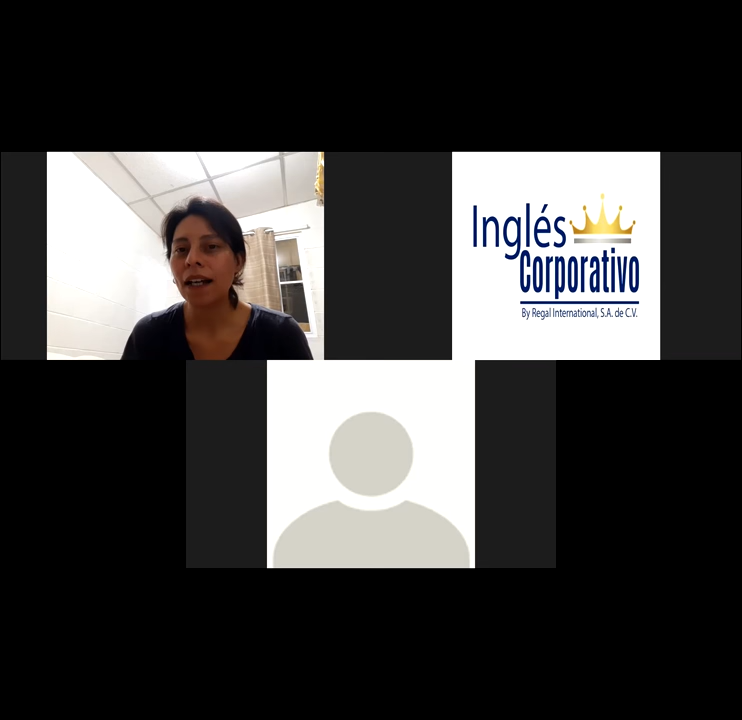 Inglés
Corporativo
By Regal International, S.A. de C.V.